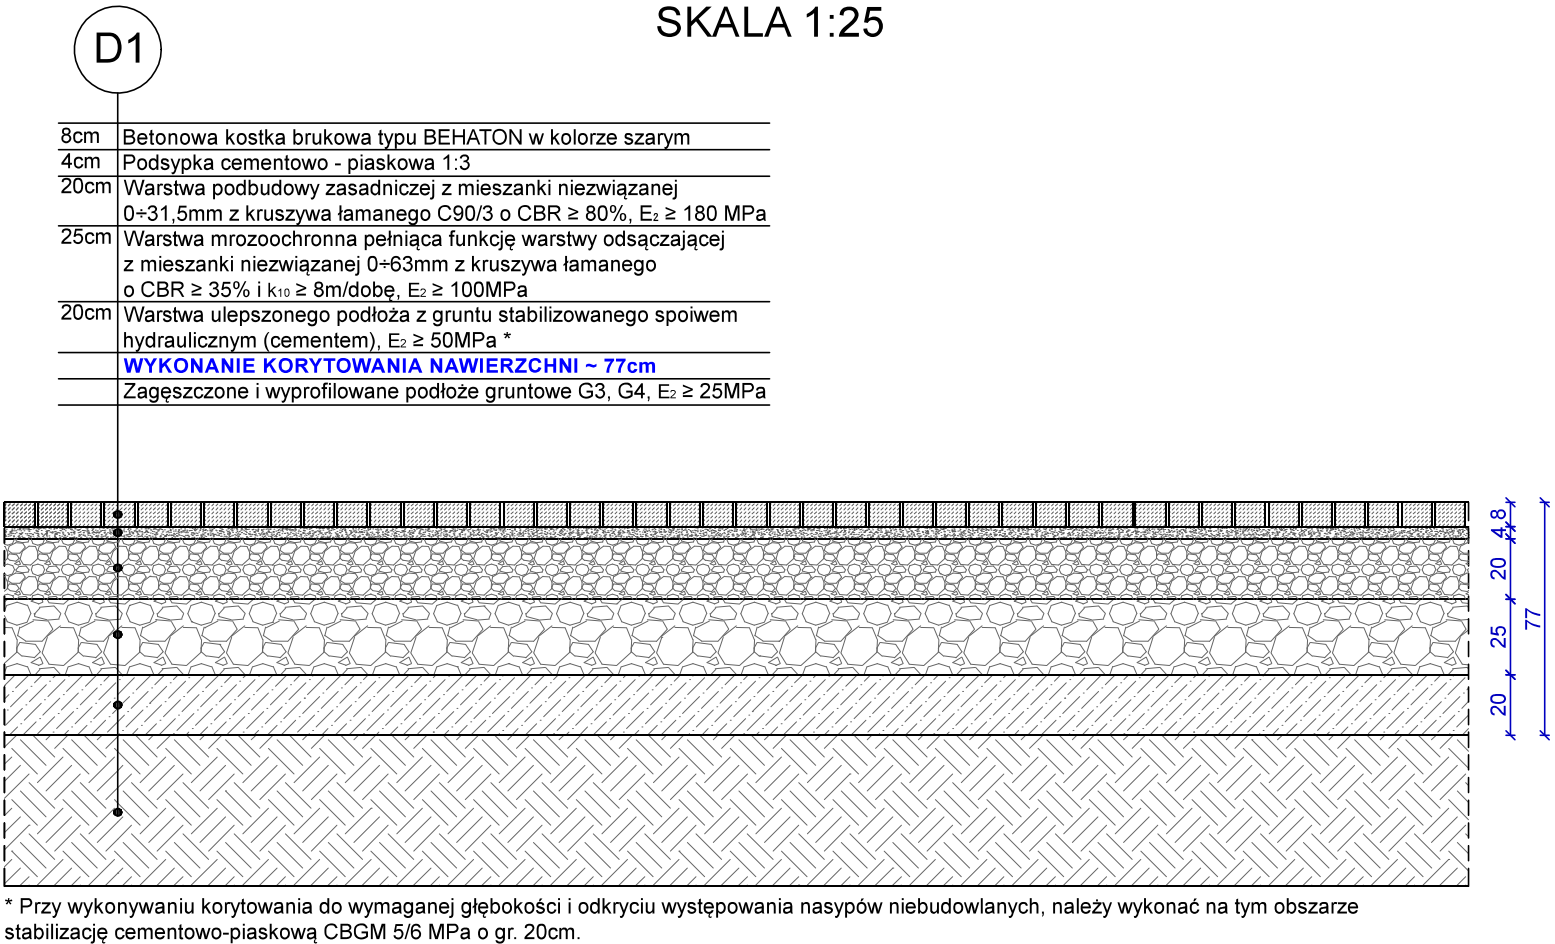 SKALA 1:25
D1
8cm Betonowa kostka brukowa typu BEHATON w kolorze szarym
4cm Podsypka cementowo - piaskowa 1:3
20cm Warstwa podbudowy zasadniczej z mieszanki niezwiązanej
0÷31,5mm z kruszywa łamanego C90/3 o CBR ≥ 80%, E₂ ≥ 180 MPa
25cm Warstwa mrozoochronna pełniąca funkcję warstwy odsączającej
z mieszanki niezwiązanej 0÷63mm z kruszywa łamanego
o CBR ≥ 35% i k₁₀ ≥ 8m/dobę, E₂ ≥ 100MPa
20cm Warstwa ulepszonego podłoża z gruntu stabilizowanego spoiwem
hydraulicznym (cementem), E₂ ≥ 50MPa *
WYKONANIE KORYTOWANIA NAWIERZCHNI ~ 77cm
Zagęszczone i wyprofilowane podłoże gruntowe G3, G4, E₂ ≥ 25MPa
8
4
20
25
20
77
* Przy wykonywaniu korytowania do wymaganej głębokości i odkryciu występowania nasypów niebudowlanych, należy wykonać na tym obszarze
stabilizację cementowo-piaskową CBGM 5/6 MPa o gr. 20cm.